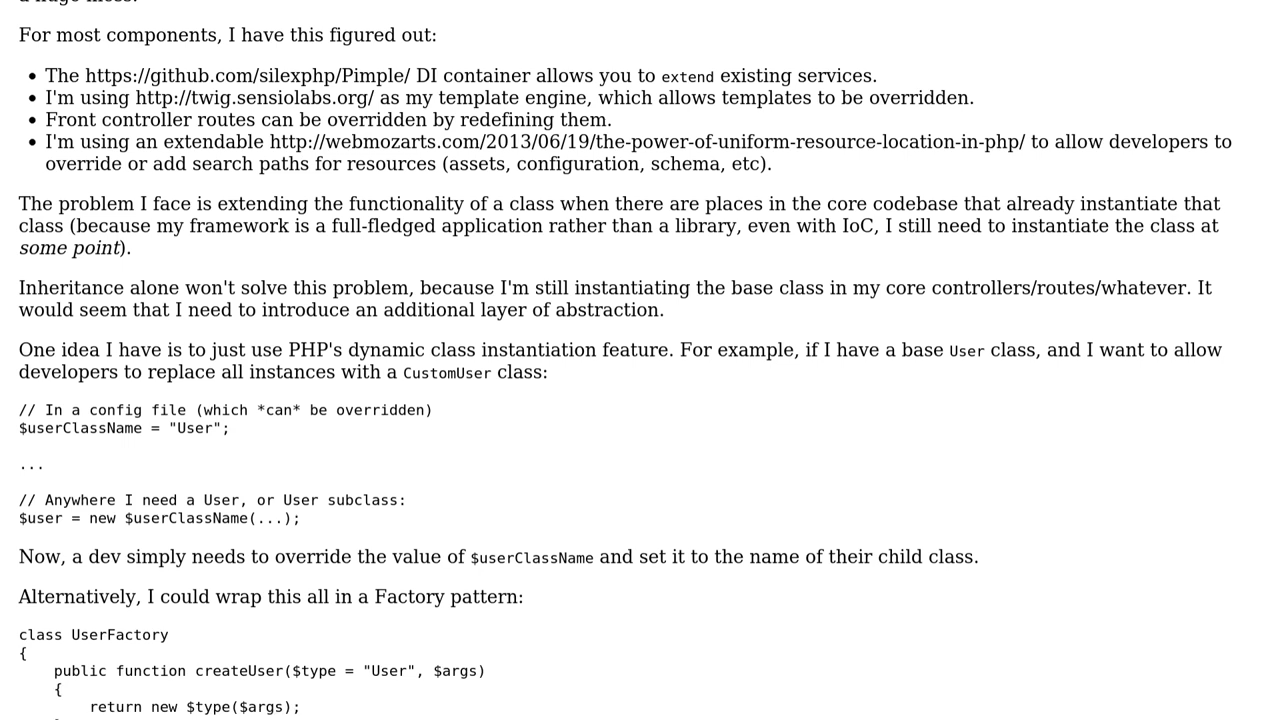 a huge mess.
For most components, I have this figured out:
• The https://github.com/silexphp/Pimple/ DI container allows you to extend existing services.
• I'm using http://twig.sensiolabs.org/ as my template engine, which allows templates to be overridden.
• Front controller routes can be overridden by redefining them.
• I'm using an extendable http://webmozarts.com/2013/06/19/the-power-of-uniform-resource-location-in-php/ to allow developers to
override or add search paths for resources (assets, configuration, schema, etc).
The problem I face is extending the functionality of a class when there are places in the core codebase that already instantiate that
class (because my framework is a full-fledged application rather than a library, even with IoC, I still need to instantiate the class at
some point).
Inheritance alone won't solve this problem, because I'm still instantiating the base class in my core controllers/routes/whatever. It
would seem that I need to introduce an additional layer of abstraction.
One idea I have is to just use PHP's dynamic class instantiation feature. For example, if I have a base User class, and I want to allow
developers to replace all instances with a CustomUser class:
// In a config file (which *can* be overridden)
$userClassName = "User";
...
// Anywhere I need a User, or User subclass:
$user = new $userClassName(...);
Now, a dev simply needs to override the value of $userClassName and set it to the name of their child class.
Alternatively, I could wrap this all in a Factory pattern:
class UserFactory
{
    public function createUser($type = "User", $args)
    {
        return new $type($args);